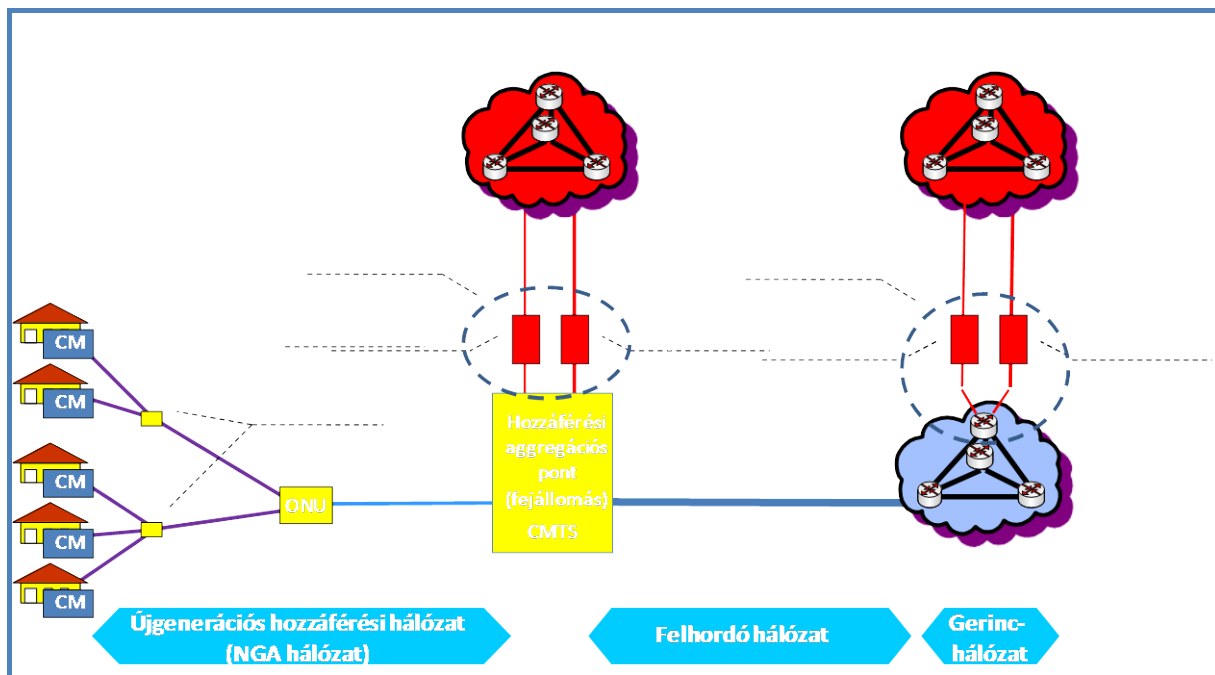 CM
CM
CM
CM
CM
ONU
Hozzáférési
aggregációs
pont
(fejállomás)
CMTS
Újgenerációs hozzáférési hálózat
(NGA hálózat)
Felhordó hálózat
Gerinc-
hálózat